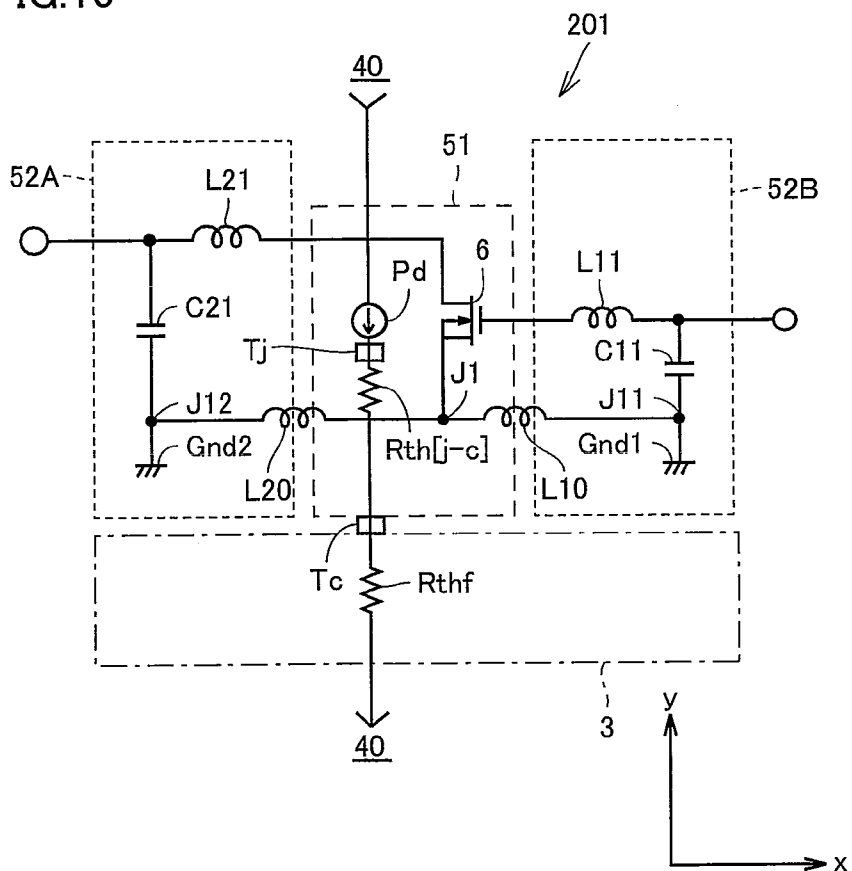 201
40
51
52A
L21
52B
6
L11
Pd
C21
C11
Tj
J12
J1
J11
Rth[j-c]
Gnd2
Gnd1
L20
L10
Tc
Rthf
3
40
y
x